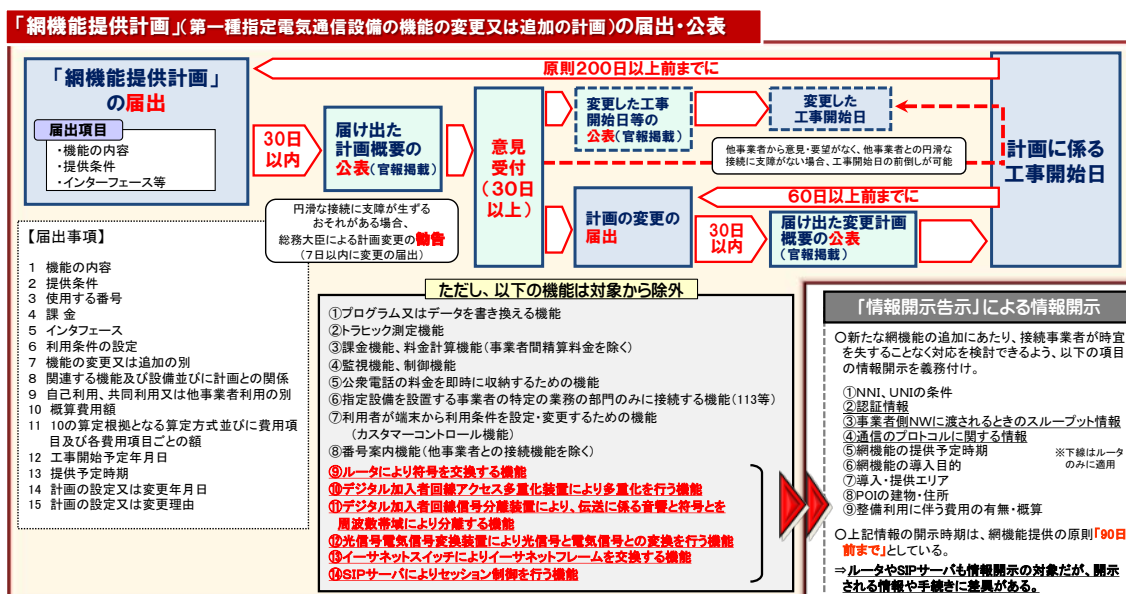 「網機能提供計画」(第一種指定電気通信設備の機能の変更又は追加の計画)の届出・公表
原則200日以上前までに
「網機能提供計画」
の届出
届出項目
・機能の内容
・提供条件
・インターフェース等
30日
以内
届け出た
計画概要の
公表(官報掲載)
意見
受付
(30日
以上)
変更した工事
開始日等の
公表(官報掲載)
変更した
工事開始日
他事業者から意見・要望がなく、他事業者との円滑な
接続に支障がない場合、工事開始日の前倒しが可能
計画に係る
工事開始日
60日以上前までに
計画の変更の
届出
30日
以内
届け出た変更計画
概要の公表
(官報掲載)
円滑な接続に支障が生ずる
おそれがある場合、
総務大臣による計画変更の勧告
(7日以内に変更の届出)
【届出事項】
1 機能の内容
2 提供条件
3 使用する番号
4 課 金
5 インタフェース
6 利用条件の設定
7 機能の変更又は追加の別
8 関連する機能及び設備並びに計画との関係
9 自己利用、共同利用又は他事業者利用の別
10 概算費用額
11 10の算定根拠となる算定方式並びに費用項
目及び各費用項目ごとの額
12 工事開始予定年月日
13 提供予定時期
14 計画の設定又は変更年月日
15 計画の設定又は変更理由
ただし、以下の機能は対象から除外
①プログラム又はデータを書き換える機能
②トラヒック測定機能
③課金機能、料金計算機能(事業者間精算料金を除く)
④監視機能、制御機能
⑤公衆電話の料金を即時に収納するための機能
⑥指定設備を設置する事業者の特定の業務の部門のみに接続する機能(113等)
⑦利用者が端末から利用条件を設定・変更するための機能
(カスタマーコントロール機能)
⑧番号案内機能(他事業者との接続機能を除く)
⑨ルータにより符号を交換する機能
⑩デジタル加入者回線アクセス多重化装置により多重化を行う機能
⑪デジタル加入者回線信号分離装置により、伝送に係る音響と符号とを
周波数帯域により分離する機能
⑫光信号電気信号変換装置により光信号と電気信号との変換を行う機能
⑬イーサネットスイッチによりイーサネットフレームを交換する機能
⑭SIPサーバによりセッション制御を行う機能
「情報開示告示」による情報開示
○新たな網機能の追加にあたり、接続事業者が時宜
を失することなく対応を検討できるよう、以下の項目
の情報開示を義務付け。
①NNI、UNIの条件
②認証情報
③事業者側NWに渡されるときのスループット情報
④通信のプロトコルに関する情報
⑤網機能の提供予定時期
⑥網機能の導入目的
⑦導入・提供エリア
⑧POIの建物・住所
⑨整備利用に伴う費用の有無・概算
※下線はルータ
のみに適用
○上記情報の開示時期は、網機能提供の原則「90日
前まで」としている。
⇒ルータやSIPサーバも情報開示の対象だが、開示
される情報や手続きに差異がある。